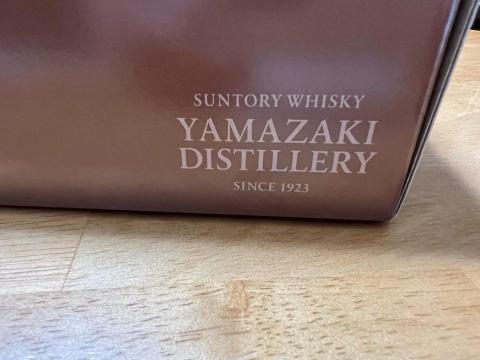 SUNTORY WHISKY
YAMAZAKI
DISTILLERY
SINCE 1923